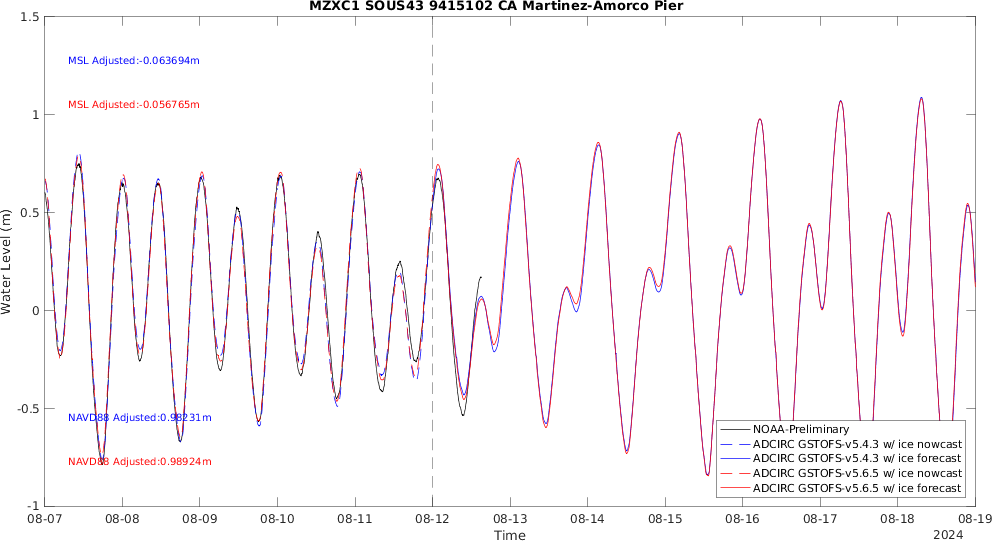 MZXC1 SOUS43 9415102 CA Martinez-Amorco Pier
1.5
1
0.5
0
-0.5
-1
Water Level (m)
MSL Adjusted:-0.063694m
MSL Adjusted:-0.056765m
NAVD88 Adjusted:0.98231m
NAVD88 Adjusted:0.98924m
NOAA-Preliminary
ADCIRC GSTOFS-v5.4.3 w/ ice nowcast
ADCIRC GSTOFS-v5.4.3 w/ ice forecast
ADCIRC GSTOFS-v5.6.5 w/ ice nowcast
ADCIRC GSTOFS-v5.6.5 w/ ice forecast
08-07 08-08 08-09 08-10 08-11 08-12 08-13 08-14 08-15 08-16 08-17 08-18 08-19
Time
2024